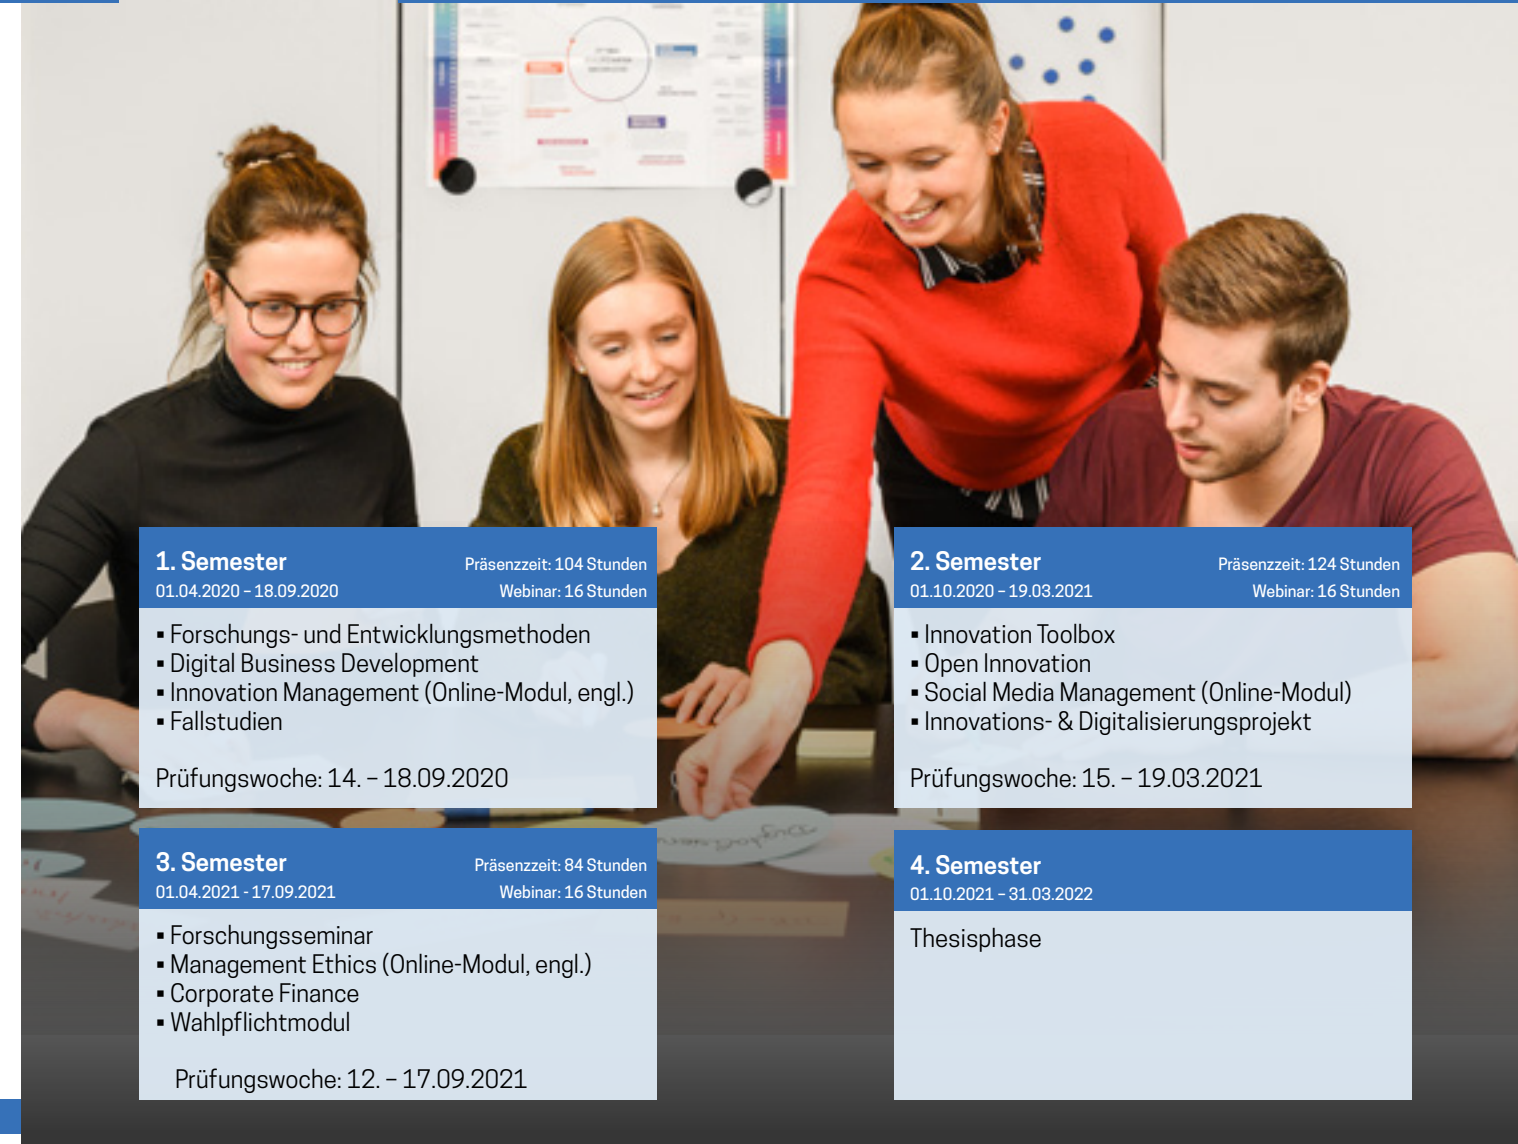 1. Semester
Präsenzzeit: 104 Stunden
01.04.2020 – 18.09.2020
Webinar: 16 Stunden
▪ Forschungs- und Entwicklungsmethoden
▪ Digital Business Development
▪ Innovation Management (Online-Modul, engl.)
▪ Fallstudien
Prüfungswoche: 14. – 18.09.2020
2. Semester
Präsenzzeit: 124 Stunden
01.10.2020 – 19.03.2021
Webinar: 16 Stunden
▪ Innovation Toolbox
▪ Open Innovation
▪ Social Media Management (Online-Modul)
▪ Innovations- & Digitalisierungsprojekt
Prüfungswoche: 15. – 19.03.2021
3. Semester
Präsenzzeit: 84 Stunden
01.04.2021 - 17.09.2021
Webinar: 16 Stunden
▪ Forschungsseminar
▪ Management Ethics (Online-Modul, engl.)
▪ Corporate Finance
▪ Wahlpflichtmodul
Prüfungswoche: 12. – 17.09.2021
4. Semester
01.10.2021 – 31.03.2022
Thesisphase